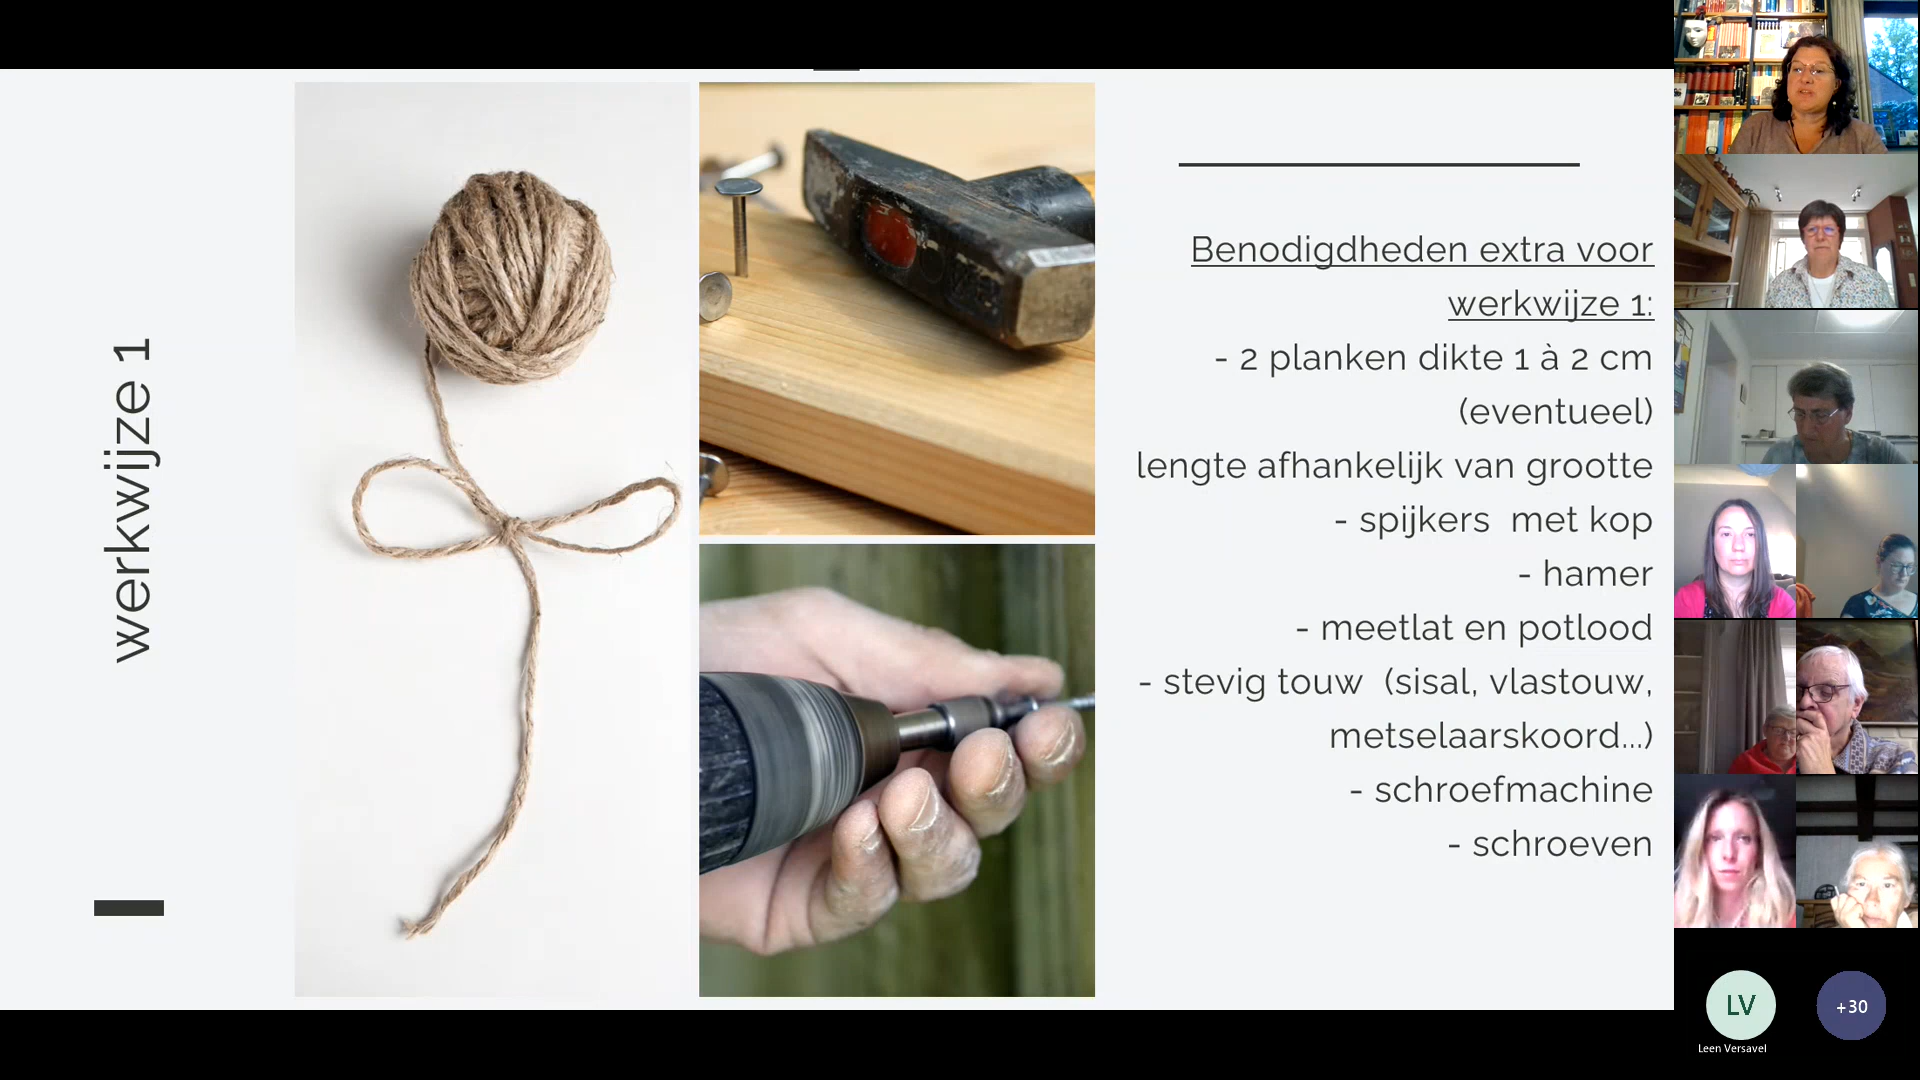 werkwijze 1
Benodigdheden extra voor
werkwijze 1:
- 2 planken dikte 1 à 2 cm
(eventueel)
lengte afhankelijk van grootte
- spijkers met kop
- hamer
- meetlat en potlood
- stevig touw (sisal, vlastouw,
metselaarskoord...)
- schroefmachine
- schroeven
LV
Leen Versavel
+30